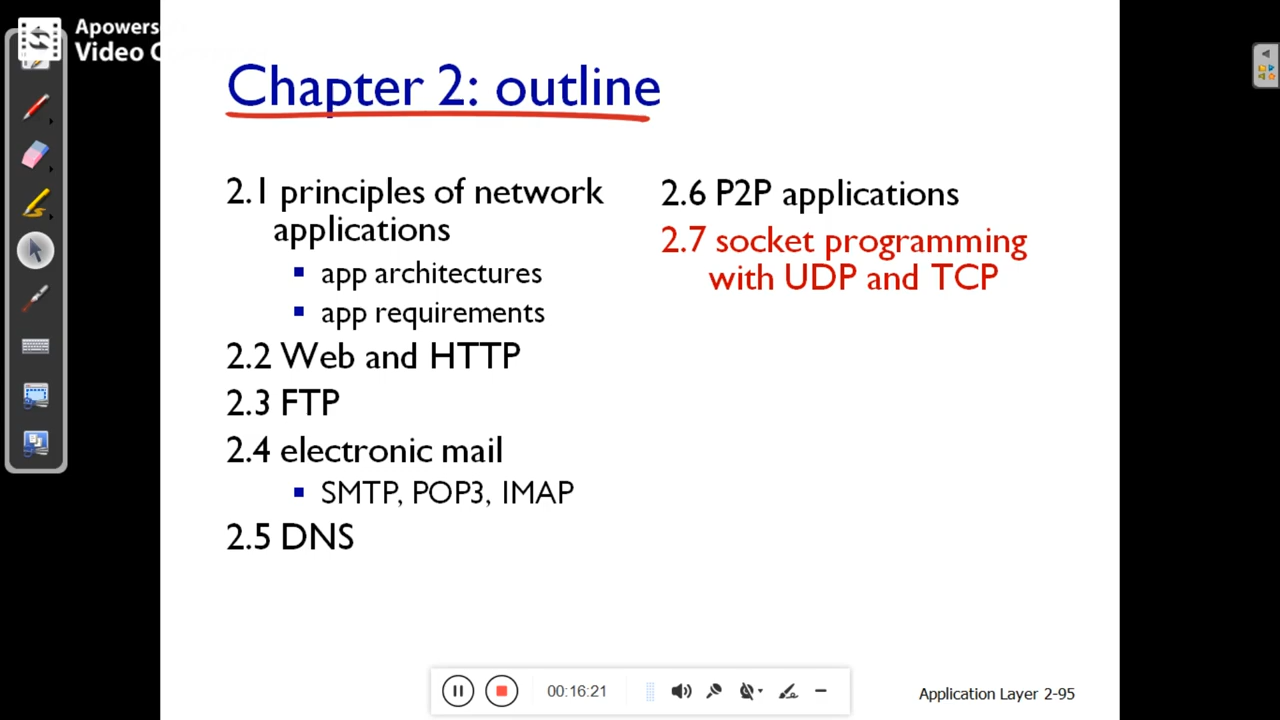 Apowers
Video C
Chapter 2: outline
2.1 principles of network
applications
▪ app architectures
▪ app requirements
2.2 Web and HTTP
2.3 FTP
2.4 electronic mail
▪ SMTP, POP3, IMAP
2.5 DNS
2.6 P2P applications
2.7 socket programming
with UDP and TCP
00:16:21
Application Layer 2-95